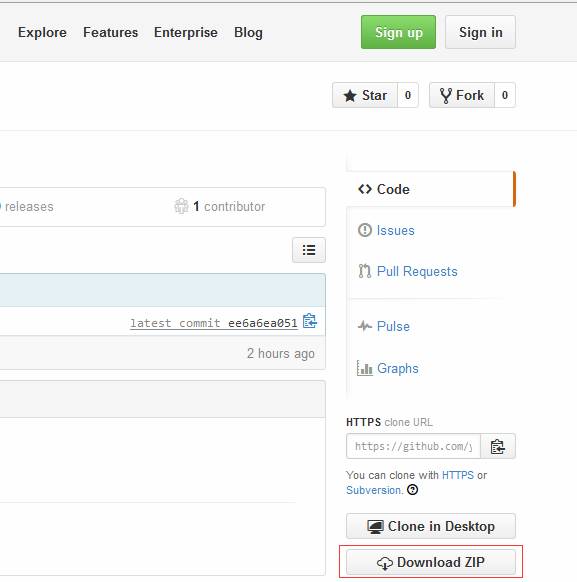 Explore Features Enterprise Blog Sign up Sign in
Star 0 Fork 0
Code
releases 1 contributor
Issues
Pull Requests
latest commit ee6a6ea051
Pulse
2 hours ago
Graphs
HTTPS clone URL
https://github.com/y
You can clone with HTTPS or
Subversion.
Clone in Desktop
Download ZIP